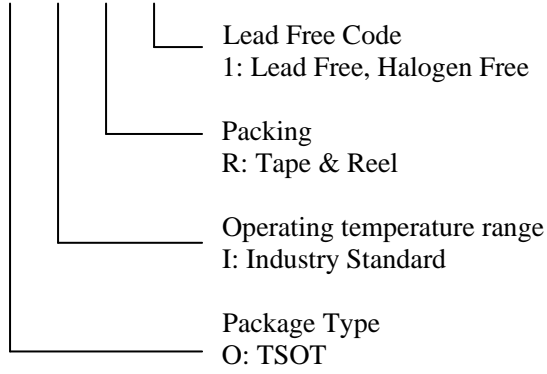 Lead Free Code
1: Lead Free, Halogen Free
Packing
R: Tape & Reel
Operating temperature range
I: Industry Standard
Package Type
O: TSOT